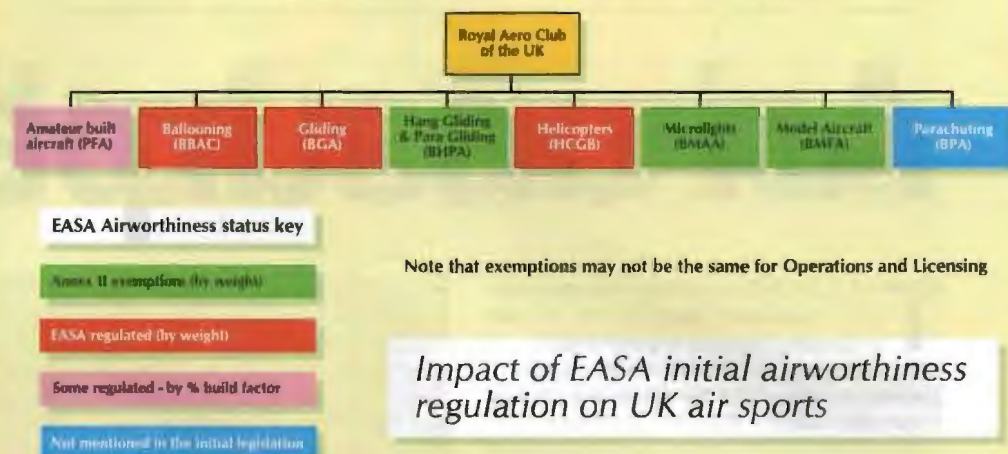 Royal Aero Club
of the UK
Amateur built
aircraft (PFA)
Ballooning
(BBAC)
Gliding
(BGA)
Hang Gliding
& Para Gliding
(BHPA)
Helicopters
(HCGB)
Microlights
(BMAA)
Model Aircraft
(BMFA)
Parachuting
(BPA)
EASA Airworthiness status key
Annex II exemptions (by weight)
EASA regulated (by weight)
Some regulated - by % build factor
Not mentioned in the initial legislation
Note that exemptions may not be the same for Operations and Licensing
Impact of EASA initial airworthiness
regulation on UK air sports